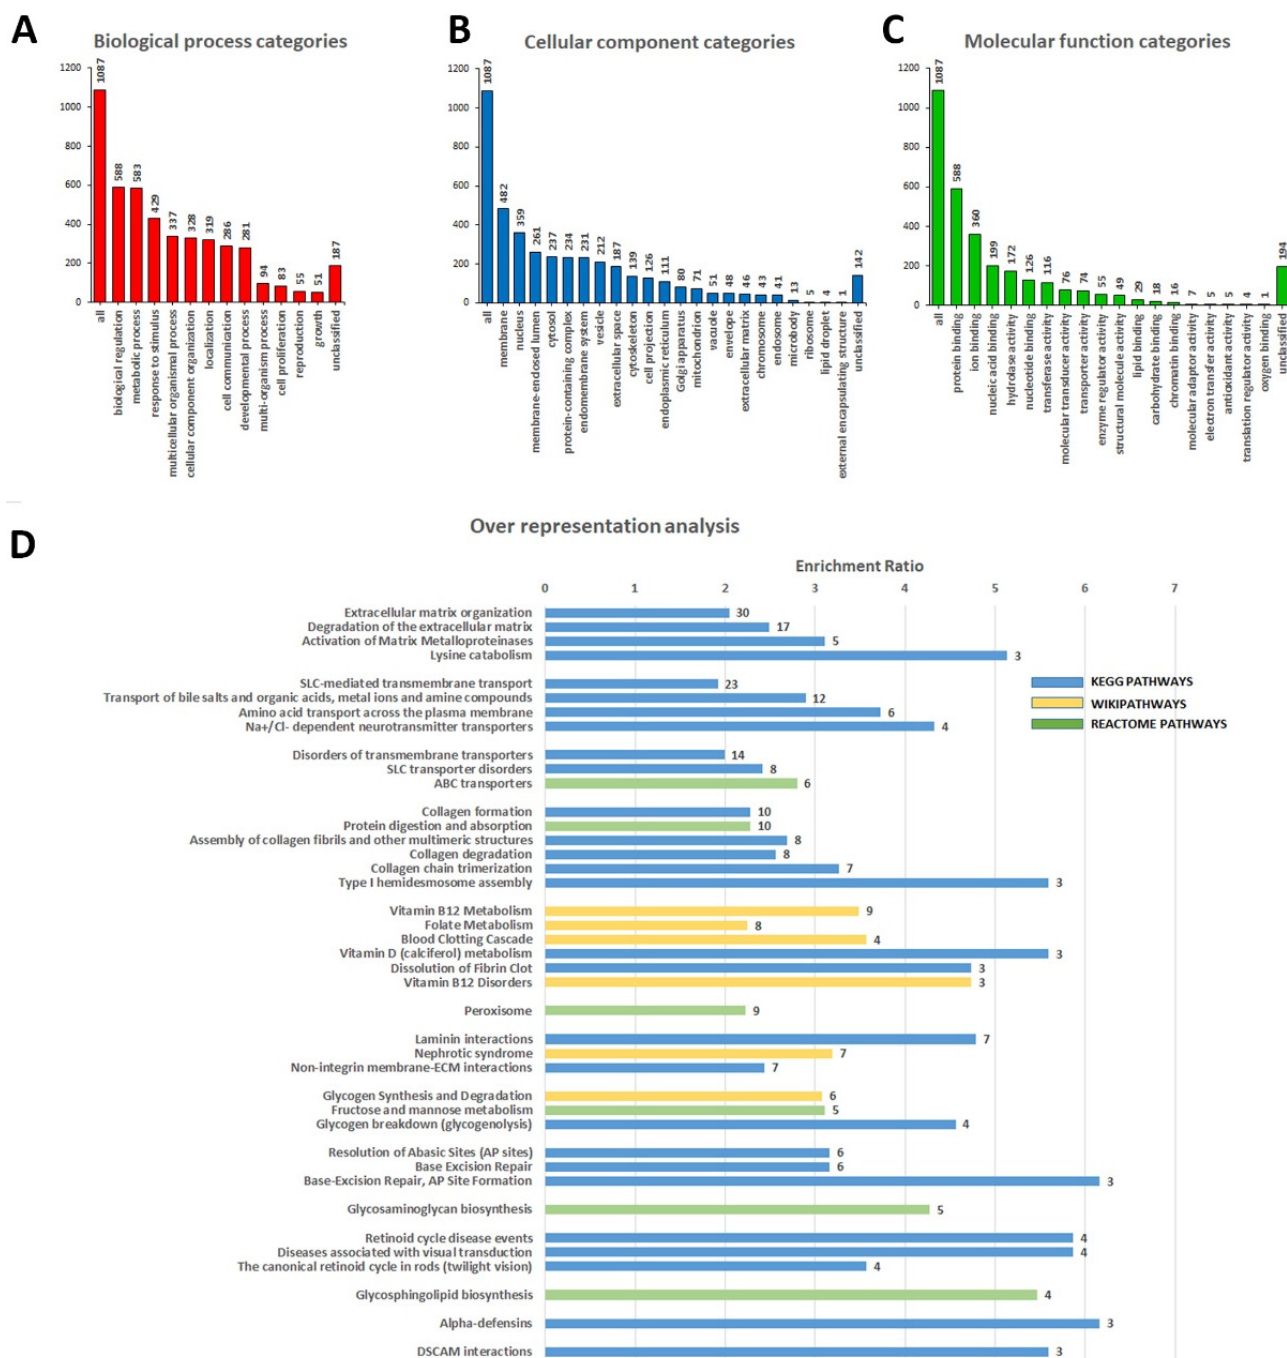 A
Biological process categories
1200
1000
800
600
400
200
0
1087
588
583
429
337
328
319
286
281
94
83
55
51
187
all
biological regulation
metabolic process
response to stimulus
multicellular organismal process
cellular component organization
localization
cell communication
developmental process
multi-organism process
cell proliferation
reproduction
growth
unclassified
B
Cellular component categories
1200
1000
800
600
400
200
0
1087
482
359
261
237
234
231
212
187
139
126
111
80
71
51
48
46
43
41
13
5
4
1
142
all
membrane
nucleus
membrane-endosed lumen
cytosol
protein-containing complex
endomembrane system
vesicle
extracellular space
cytoskeleton
cell projection
endoplasmic reticulum
Golgi apparatus
mitochondrion
vacuole
envelope
extracellular matrix
chromosome
endosome
microbody
ribosome
lipid droplet
external encapsulating structure
unclassified
C
Molecular function categories
1200
1000
800
600
400
200
0
1087
588
360
199
172
126
116
76
74
55
49
29
18
16
7
5
5
4
1
194
all
protein binding
ion binding
nucleic acid binding
hydrolase activity
nucleotide binding
transferase activity
molecular transducer activity
transporter activity
enzyme regulator activity
structural molecule activity
lipid binding
carbohydrate binding
chromatin binding
molecular adaptor activity
electron transfer activity
antioxidant activity
translation regulator activity
oxygen binding
unclassified
D
Over representation analysis
Enrichment Ratio
0 1 2 3 4 5 6 7
Extracellular matrix organization 30
Degradation of the extracellular matrix 17
Activation of Matrix Metalloproteinases 5
Lysine catabolism 3
SLC-mediated transmembrane transport 23
Transport of bile salts and organic acids, metal ions and amine compounds 12
Amino acid transport across the plasma membrane 6
Na+/Cl- dependent neurotransmitter transporters 4
KEGG PATHWAYS
WIKIPATHWAYS
REACTOME PATHWAYS
Disorders of transmembrane transporters 14
SLC transporter disorders 8
ABC transporters 6
Collagen formation 10
Protein digestion and absorption 10
Assembly of collagen fibrils and other multimeric structures 8
Collagen degradation 8
Collagen chain trimerization 7
Type I hemidesmosome assembly 3
Vitamin B12 Metabolism 9
Folate Metabolism 8
Blood Clotting Cascade 4
Vitamin D (calciferol) metabolism 3
Dissolution of Fibrin Clot 3
Vitamin B12 Disorders 3
Peroxisome 9
Laminin interactions 7
Nephrotic syndrome 7
Non-integrin membrane-ECM interactions 7
Glycogen Synthesis and Degradation 6
Fructose and mannose metabolism 5
Glycogen breakdown (glycogenolysis) 4
Resolution of Abasic Sites (AP sites) 6
Base Excision Repair 6
Base-Excision Repair, AP Site Formation 3
Glycosaminoglycan biosynthesis 5
Retinoid cycle disease events 4
Diseases associated with visual transduction 4
The canonical retinoid cycle in rods (twilight vision) 4
Glycosphingolipid biosynthesis 4
Alpha-defensins 3
DSCAM interactions 3